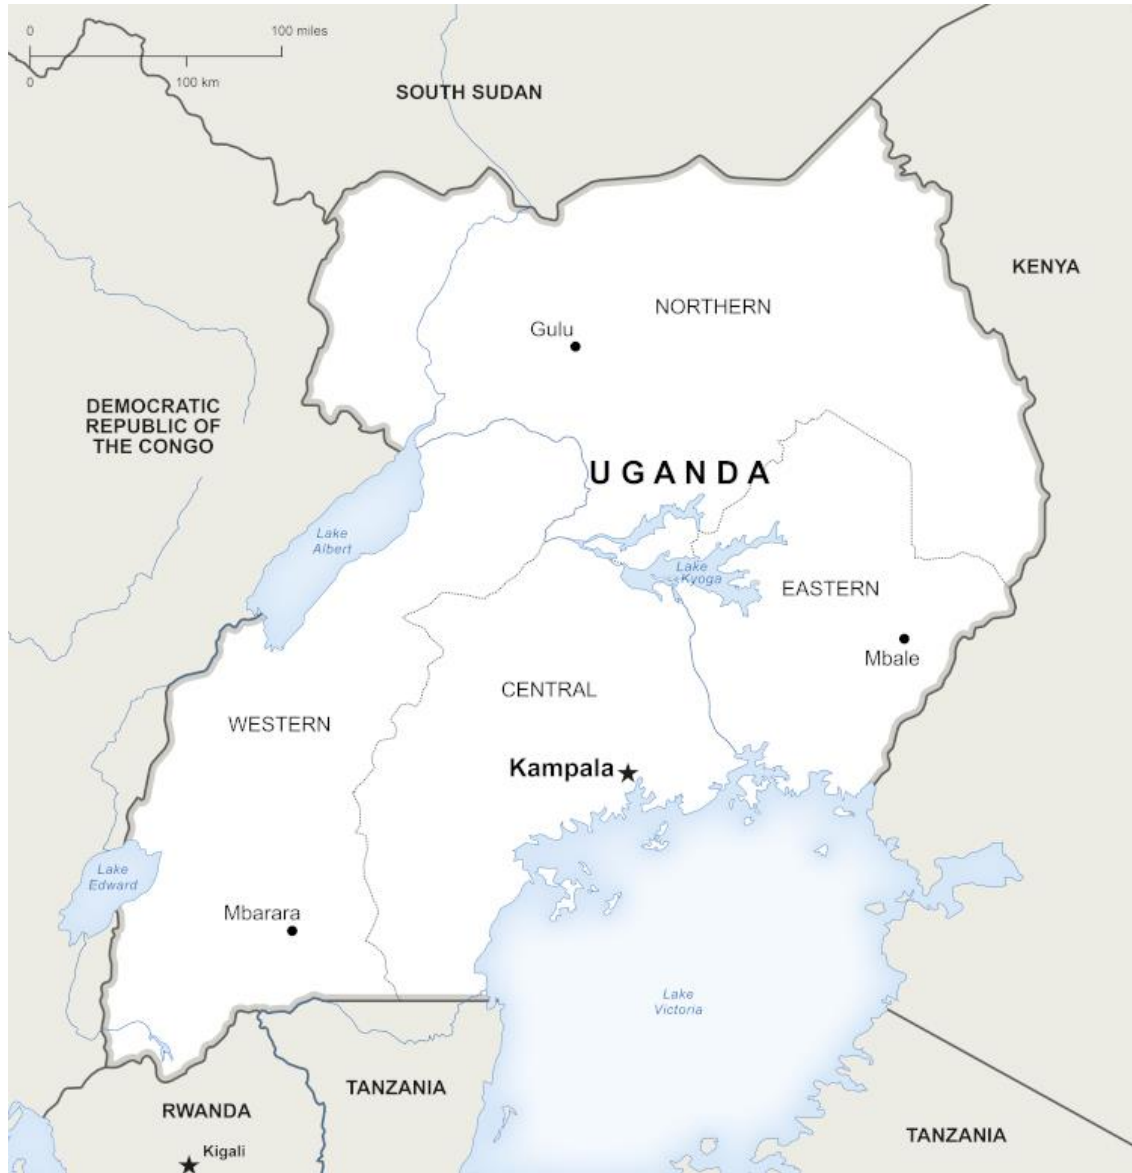 0 100 miles
0 100 km
SOUTH SUDAN
KENYA
NORTHERN
Gulu
DEMOCRATIC
REPUBLIC OF
THE CONGO
UGANDA
Lake
Albert
Lake
Kyoga
EASTERN
Mbale
CENTRAL
WESTERN
Kampala
Lake
Edward
Mbarara
Lake
Victoria
TANZANIA
RWANDA
Kigali
TANZANIA